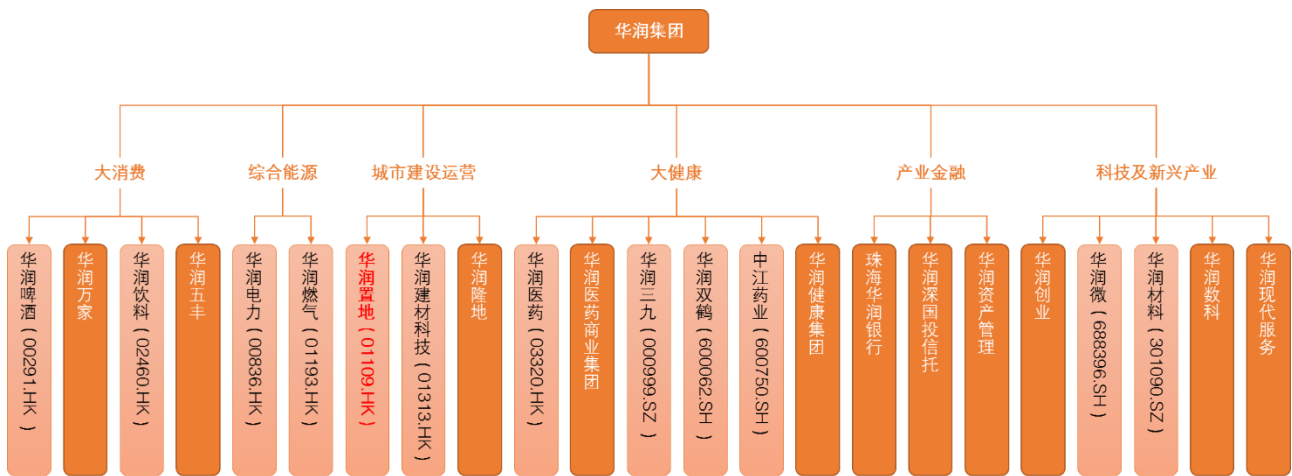 华润集团
大消费
综合能源
城市建设运营
大健康
产业金融
科技及新兴产业
华润啤酒（00291.HK）
华润万家
华润饮料（02460.HK）
华润五丰
华润电力（00836.HK）
华润燃气（01193.HK）
华润置地（01109.HK）
华润建材科技（01313.HK）
华润隆地
华润医药（03320.HK）
华润医药商业集团
华润三九（000999.SZ）
华润双鹤（600062.SH）
中江药业（600750.SH）
华润健康集团
珠海华润银行
华润深国投信托
华润资产管理
华润创业
华润微（688396.SH）
华润材料（301090.SZ）
华润数科
华润现代服务